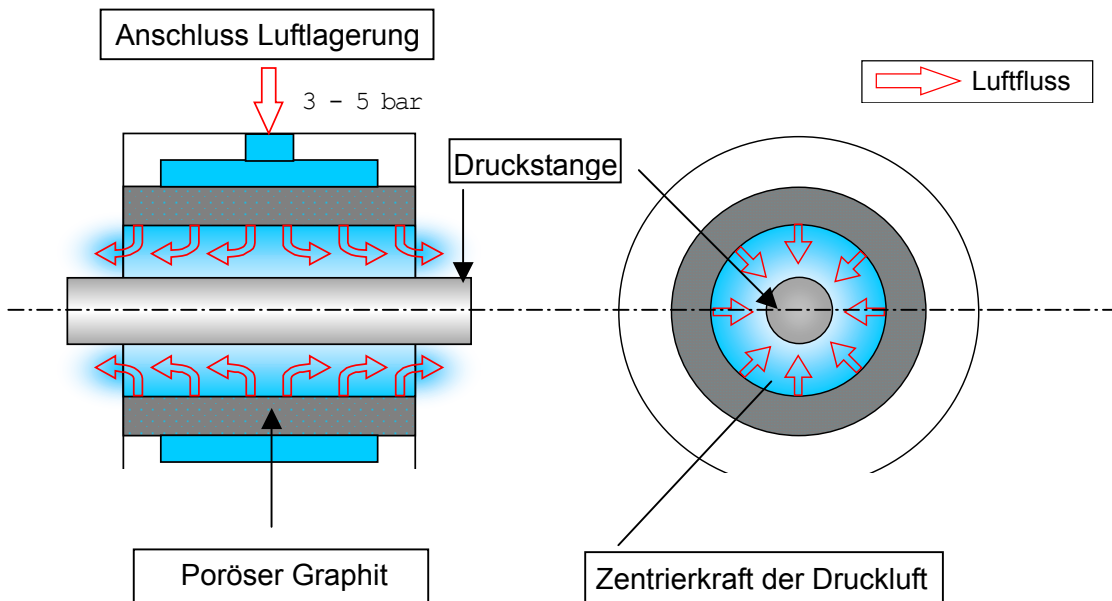 Anschluss Luftlagerung
3 - 5 bar
Luftfluss
Druckstange
Poröser Graphit
Zentrierkraft der Druckluft